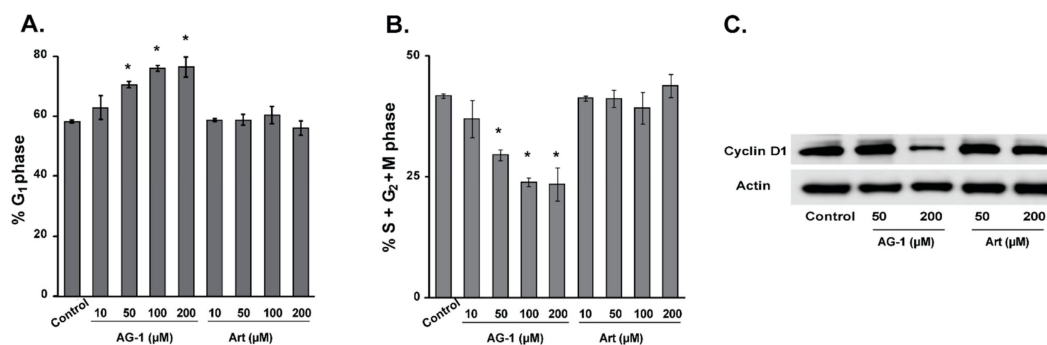 A.
% G1 phase
80
60
40
20
0
* * *
Control 10 50 100 200 10 50 100 200
AG-1 (µM) Art (µM)
B.
% S + G2 + M phase
50
25
0
* * *
Control 10 50 100 200 10 50 100 200
AG-1 (µM) Art (µM)
C.
Cyclin D1
Actin
Control 50 200 50 200
AG-1 (µM) Art (µM)